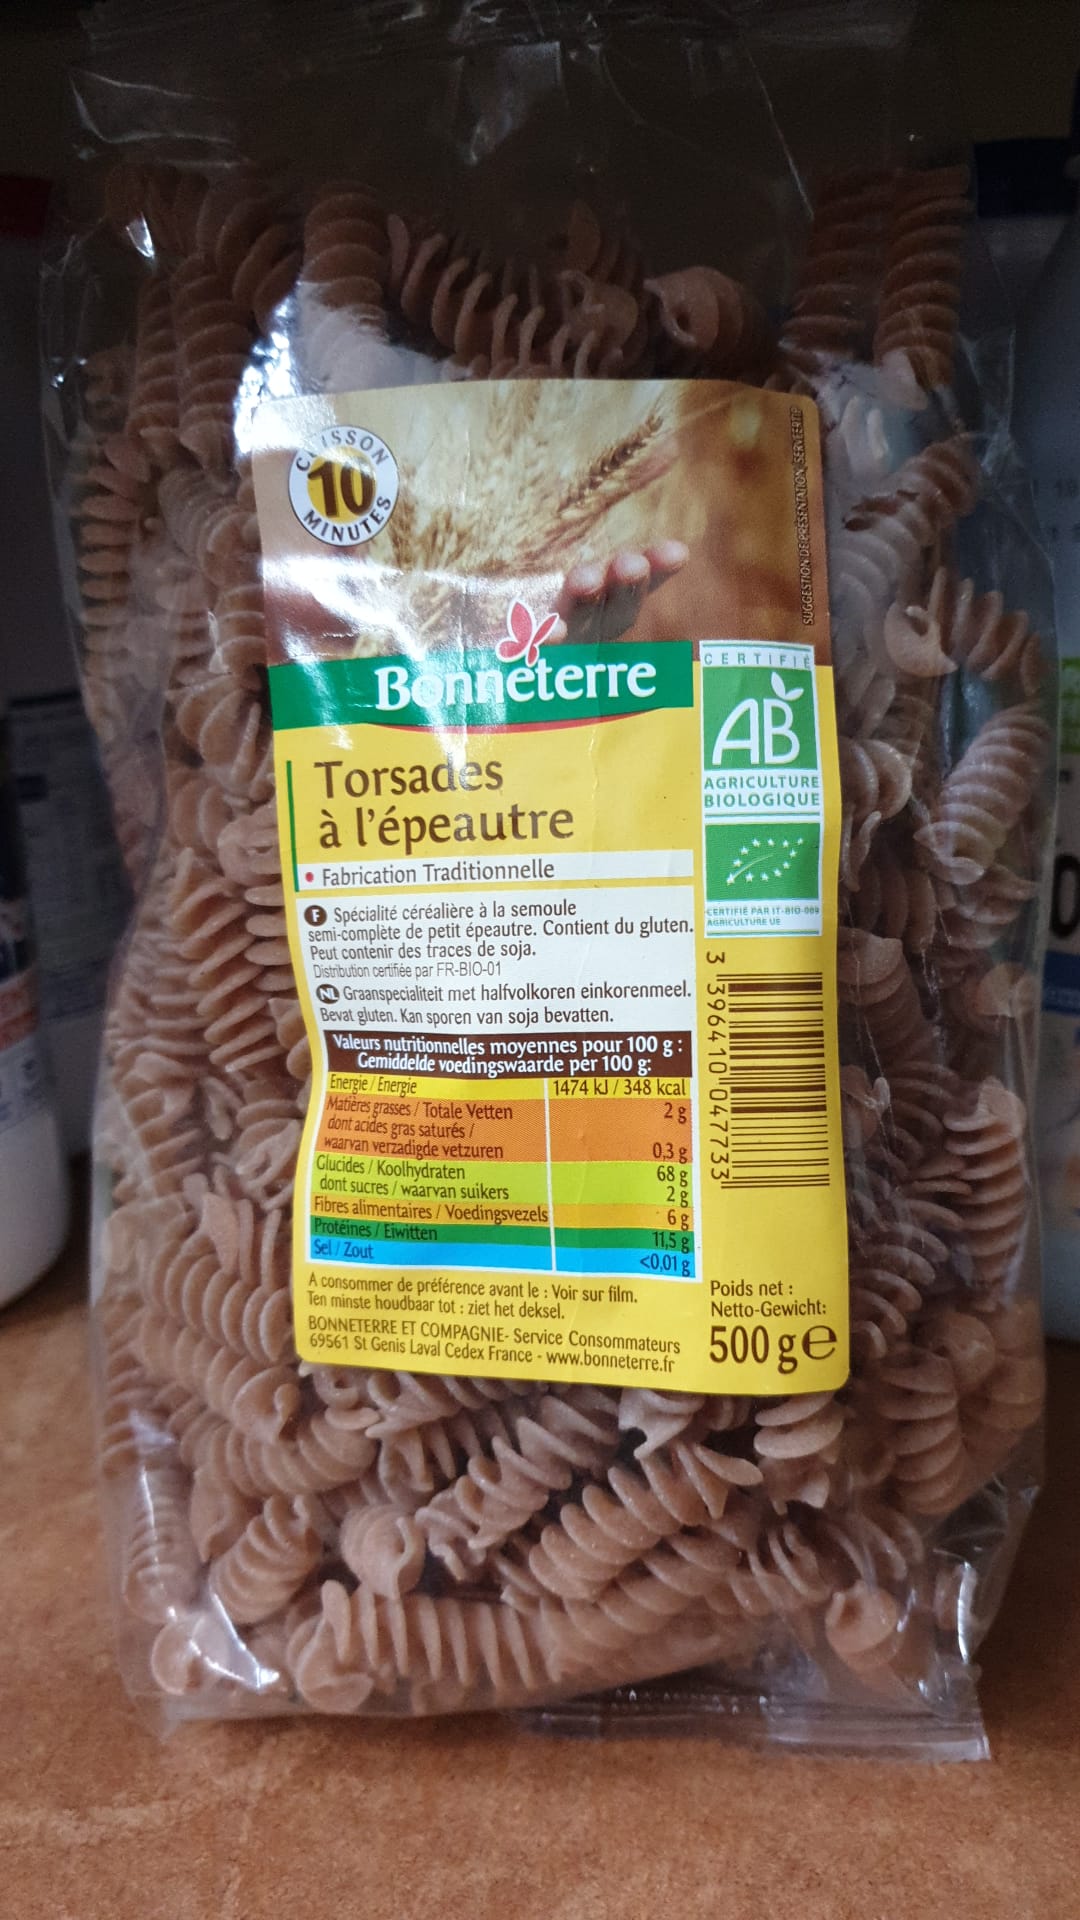 CUISSON
10
MINUTES
SUGGESTION DE PRÉSENTATION
Bonneterre
CERTIFIÉ
AB
AGRICULTURE
BIOLOGIQUE
CERTIFIÉ PAR IT-BIO-009
AGRICULTURE UE
Torsades
à l'épeautre
• Fabrication Traditionnelle
F Spécialité céréalière à la semoule
semi-complète de petit épeautre. Contient du gluten.
Peut contenir des traces de soja.
Distribution certifiée par FR-BIO-01
NL Graanspecialiteit met halfvolkoren einkorenmeel.
Bevat gluten. Kan sporen van soja bevatten.
Valeurs nutritionnelles moyennes pour 100 g :
Gemiddelde voedingswaarde per 100 g:
Energie / Energie 1474 kJ / 348 kcal
Matières grasses / Totale Vetten 2 g
dont acides gras saturés /
waarvan verzadigde vetzuren 0,3 g
Glucides / Koolhydraten 68 g
dont sucres / waarvan suikers 2 g
Fibres alimentaires / Voedingsvezels 6 g
Protéines / Eiwitten 11,5 g
Sel / Zout <0,01 g
3 396410 047733
A consommer de préférence avant le : Voir sur film.
Ten minste houdbaar tot : ziet het deksel.
BONNETERRE ET COMPAGNIE- Service Consommateurs
69561 St Genis Laval Cedex France - www.bonneterre.fr
Poids net :
Netto-Gewicht:
500 g e